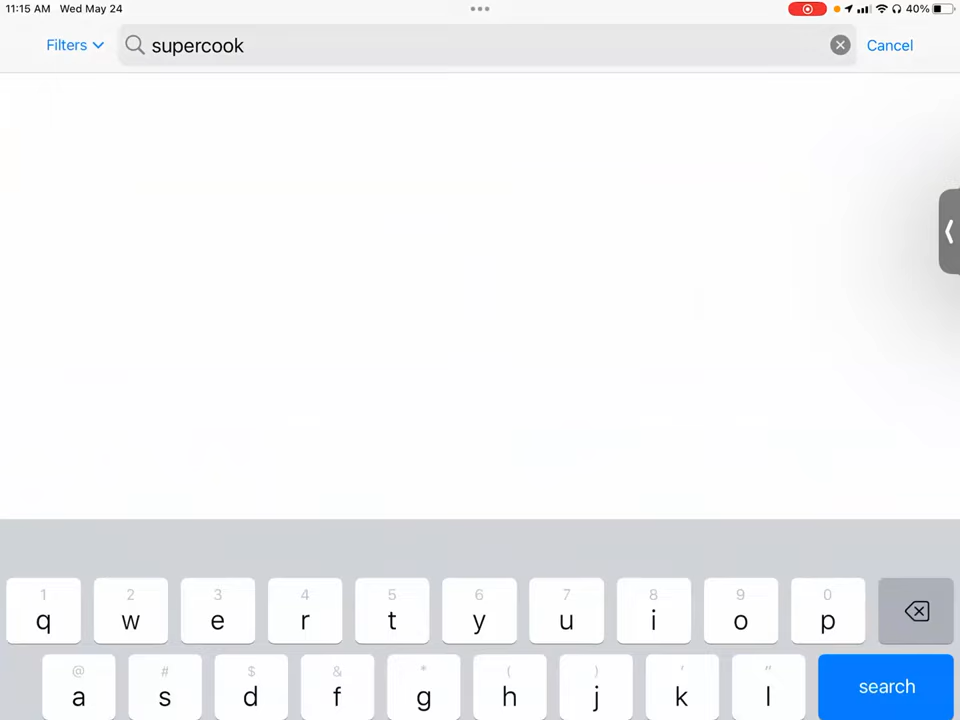 11:15 AM Wed May 24
40%
Filters
supercook
Cancel
1 2 3 4 5 6 7 8 9 0
q w e r t y u i o p
@ # $ & * ( ) ' "
a s d f g h j k l search